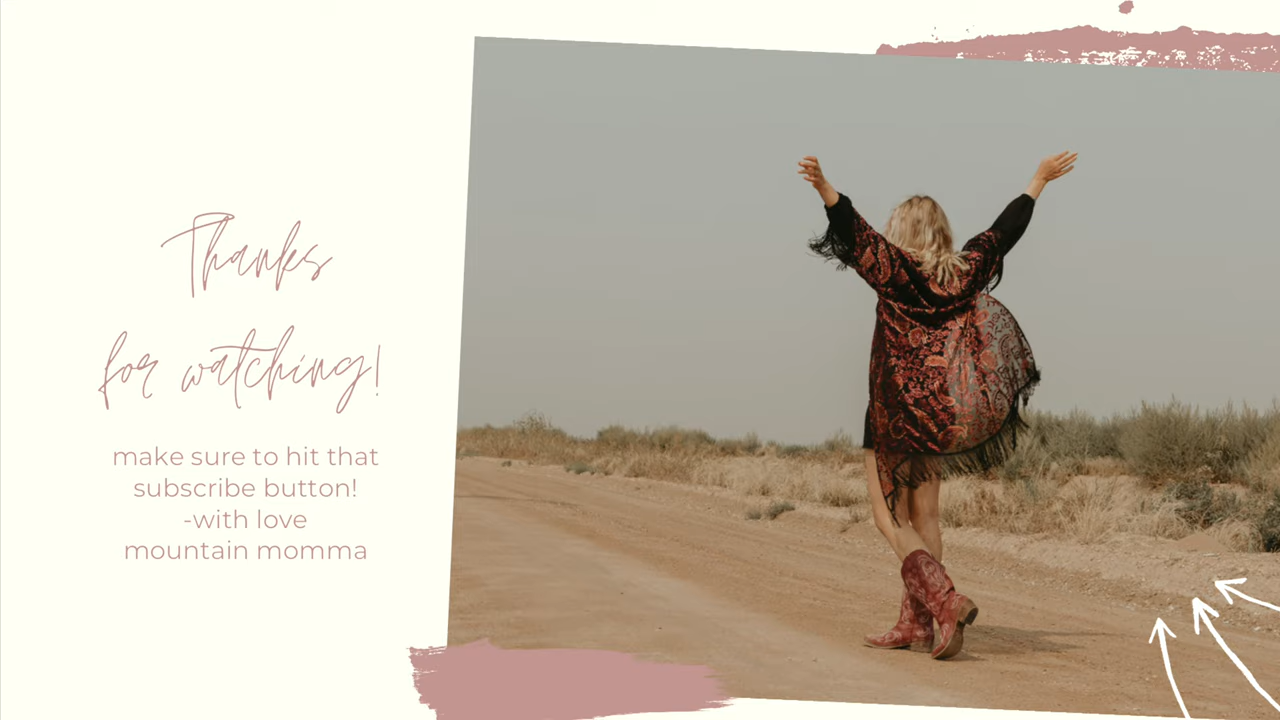 Thanks
for watching!
make sure to hit that
subscribe button!
-with love
mountain momma